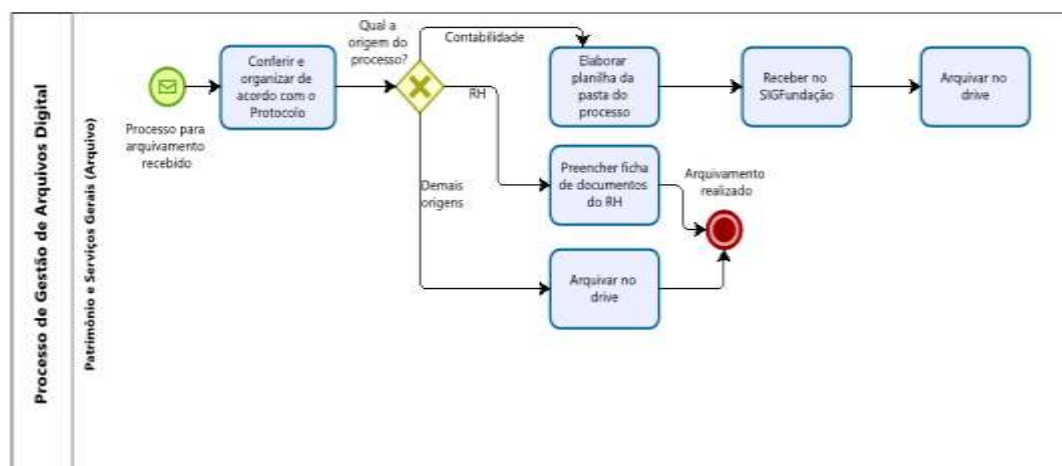 Processo de Gestão de Arquivos Digital
Patrimônio e Serviços Gerais (Arquivo)
Processo para
arquivamento
recebido
Conferir e
organizar de
acordo com o
Protocolo
Qual a
origem do
processo?
Contabilidade
RH
Demais
origens
Elaborar
planilha da
pasta do
processo
Receber no
SIGFundação
Arquivar no
drive
Preencher ficha
de documentos
do RH
Arquivamento
realizado
Arquivar no
drive